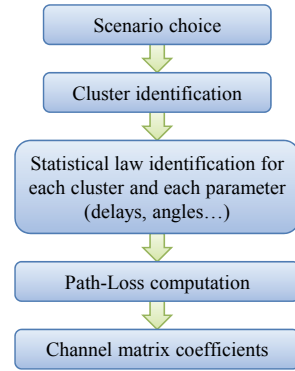 Scenario choice
Cluster identification
Statistical law identification for
each cluster and each parameter
(delays, angles…)
Path-Loss computation
Channel matrix coefficients